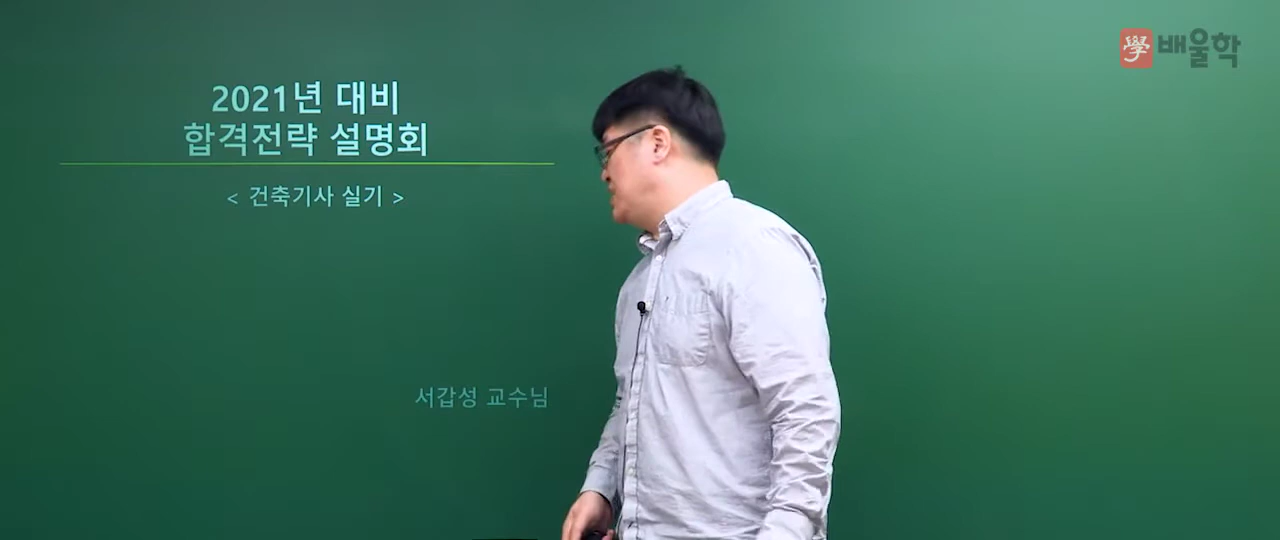 學 배울학
2021년 대비
합격전략 설명회
< 건축기사 실기 >
서갑성 교수님